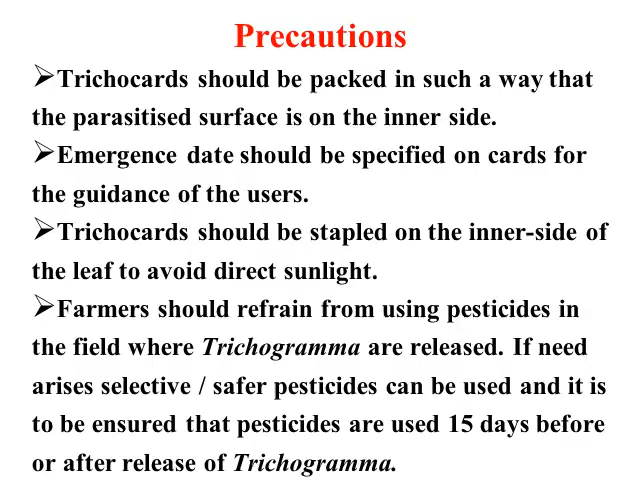 Precautions
➢Trichocards should be packed in such a way that
the parasitised surface is on the inner side.
➢Emergence date should be specified on cards for
the guidance of the users.
➢Trichocards should be stapled on the inner-side of
the leaf to avoid direct sunlight.
➢Farmers should refrain from using pesticides in
the field where Trichogramma are released. If need
arises selective / safer pesticides can be used and it is
to be ensured that pesticides are used 15 days before
or after release of Trichogramma.